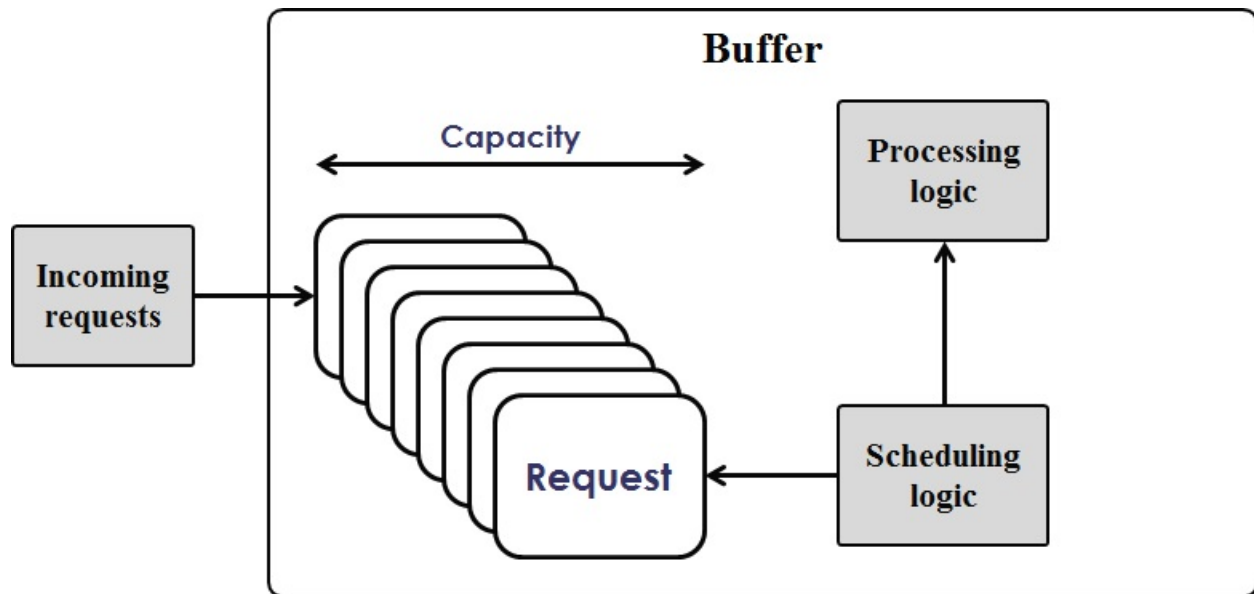 Buffer
Capacity
Processing
logic
Incoming
requests
Request
Scheduling
logic